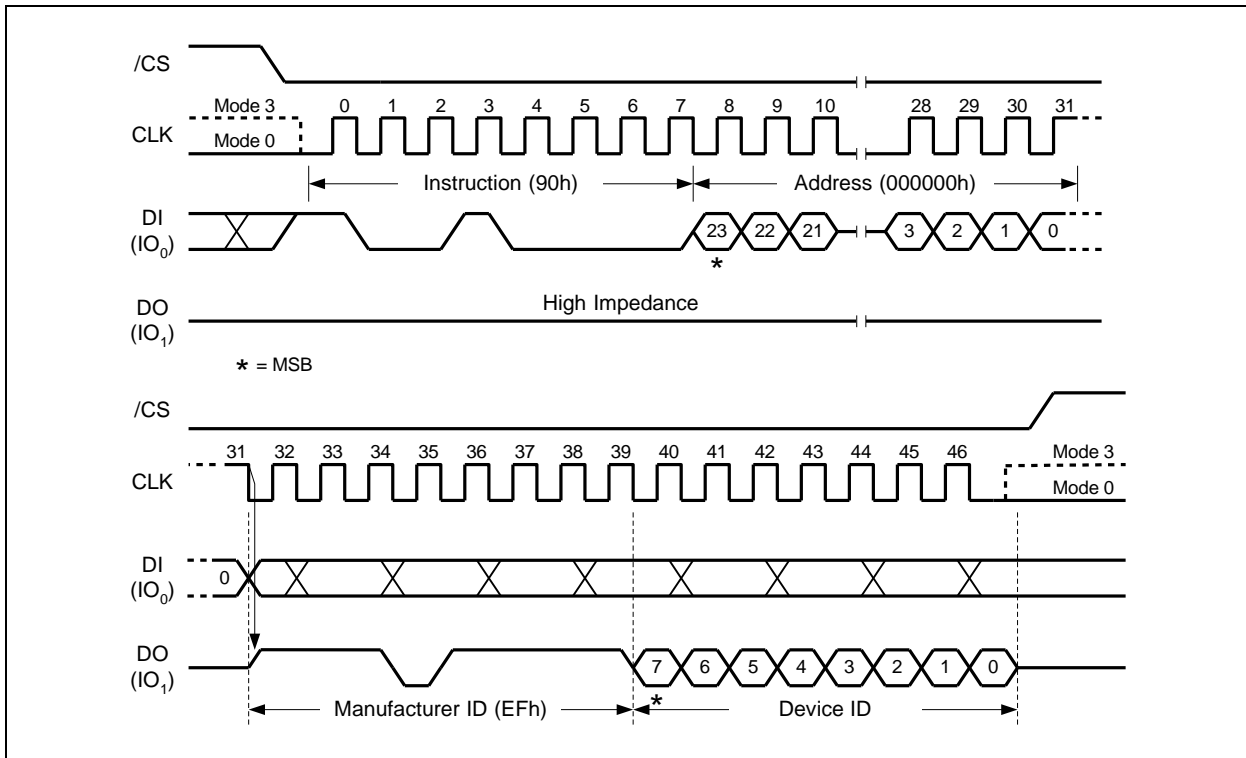 /CS
Mode 3
0 1 2 3 4 5 6 7 8 9 10 28 29 30 31
CLK
Mode 0
Instruction (90h) Address (000000h)
DI
(IO0)
23 22 21 3 2 1 0
*
High Impedance
DO
(IO1)
* = MSB
/CS
31 32 33 34 35 36 37 38 39 40 41 42 43 44 45 46 Mode 3
CLK
Mode 0
DI
(IO0)
0
DO
(IO1)
7 6 5 4 3 2 1 0
*
Manufacturer ID (EFh) Device ID